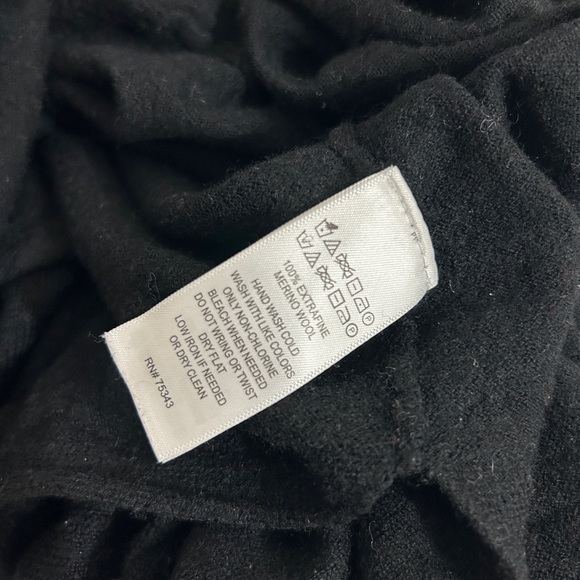 100% EXTRAFINE
MERINO WOOL
HAND WASH COLD
WASH WITH LIKE COLORS
ONLY NON-CHLORINE
BLEACH WHEN NEEDED
DO NOT WRING OR TWIST
DRY FLAT
LOW IRON IF NEEDED
OR DRY CLEAN
RN# 75343